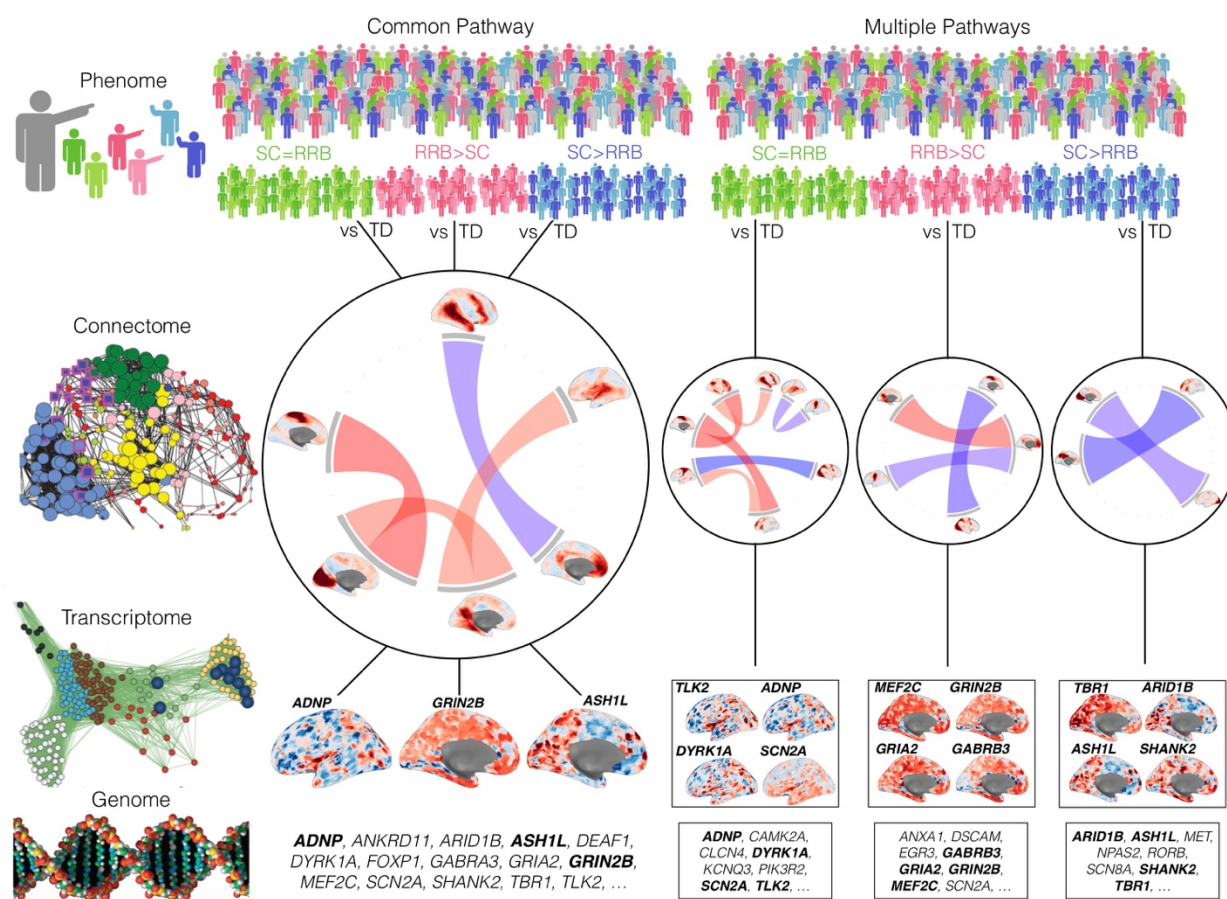 Common Pathway
Multiple Pathways
Phenome
SC=RRB
RRB>SC
SC>RRB
SC=RRB
RRB>SC
SC>RRB
vs TD
vs TD
vs TD
vs TD
vs TD
vs TD
Connectome
Transcriptome
ADNP
GRIN2B
ASH1L
TLK2
ADNP
DYRK1A
SCN2A
MEF2C
GRIN2B
GRIA2
GABRB3
TBR1
ARID1B
ASH1L
SHANK2
Genome
ADNP, ANKRD11, ARID1B, ASH1L, DEAF1,
DYRK1A, FOXP1, GABRA3, GRIA2, GRIN2B,
MEF2C, SCN2A, SHANK2, TBR1, TLK2, ...
ADNP, CAMK2A,
CLCN4, DYRK1A,
KCNQ3, PIK3R2,
SCN2A, TLK2, ...
ANXA1, DSCAM,
EGR3, GABRB3,
GRIA2, GRIN2B,
MEF2C, SCN2A, ...
ARID1B, ASH1L, MET,
NPAS2, RORB,
SCN8A, SHANK2,
TBR1, ...